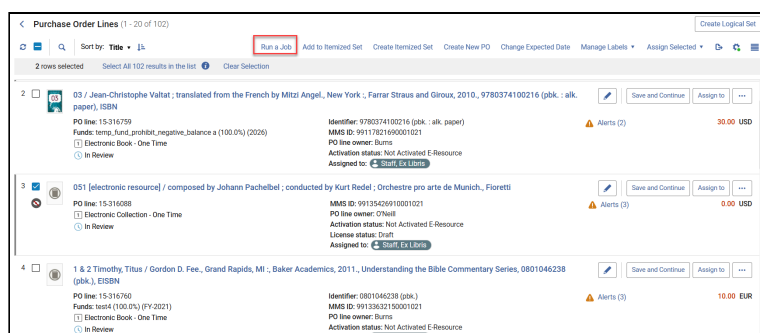 Purchase Order Lines (1 - 20 of 102)
Create Logical Set
Sort by: Title
Run a Job
Add to Itemized Set
Create Itemized Set
Create New PO
Change Expected Date
Manage Labels
Assign Selected
2 rows selected
Select All 102 results in the list
Clear Selection
2
03
03 / Jean-Christophe Valtat ; translated from the French by Mitzi Angel., New York :, Farrar Straus and Giroux, 2010., 9780374100216 (pbk. : alk.
paper), ISBN
Save and Continue
Assign to
PO line: 15-316759
Identifier: 9780374100216 (pbk. : alk. paper)
Alerts (2)
30.00 USD
Funds: temp_fund_prohibit_negative_balance a (100.0%) (2026)
MMS ID: 99117821690001021
1 Electronic Book - One Time
PO line owner: Burns
In Review
Activation status: Not Activated E-Resource
Assigned to: Staff, Ex Libris
3
051 [electronic resource] / composed by Johann Pachelbel ; conducted by Kurt Redel ; Orchestre pro arte de Munich., Fioretti
Save and Continue
Assign to
PO line: 15-316088
MMS ID: 99135426910001021
Alerts (3)
0.00 USD
1 Electronic Collection - One Time
PO line owner: O'Neill
In Review
Activation status: Not Activated E-Resource
License status: Draft
Assigned to: Staff, Ex Libris
4
1 & 2 Timothy, Titus / Gordon D. Fee., Grand Rapids, MI :, Baker Academics, 2011., Understanding the Bible Commentary Series, 0801046238
(pbk.), EISBN
Save and Continue
Assign to
PO line: 15-316760
Identifier: 0801046238 (pbk.)
Alerts (3)
10.00 EUR
Funds: test4 (100.0%) (FY-2021)
MMS ID: 99133632150001021
1 Electronic Book - One Time
PO line owner: Burns
In Review
Activation status: Not Activated E-Resource